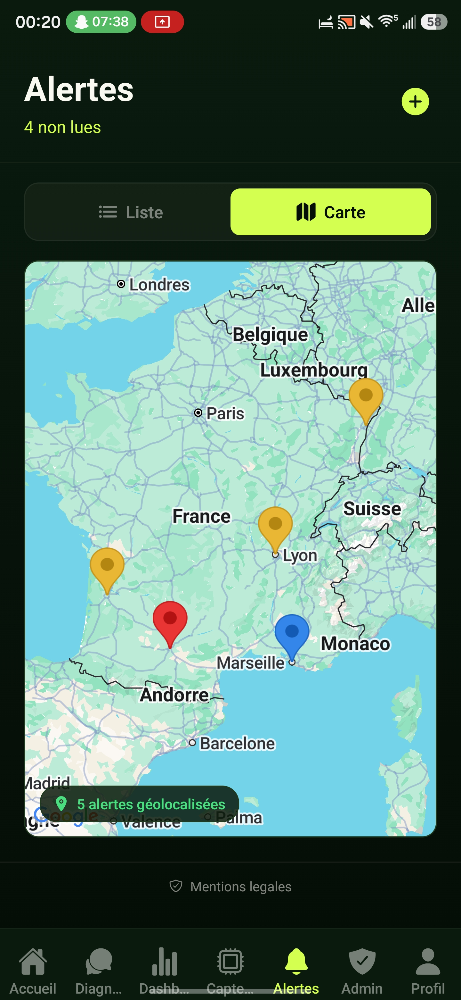 00:20 07:38 5 58
Alertes
4 non lues
Liste Carte
Londres
Alle
Belgique
Luxembourg
Paris
Suisse
France
Lyon
Monaco
Marseille
Andorre
Barcelone
Madrid
5 alertes géolocalisées
Google
Palma
gne Valence
Mentions legales
Accueil Diagn... Dashb... Capte... Alertes Admin Profil